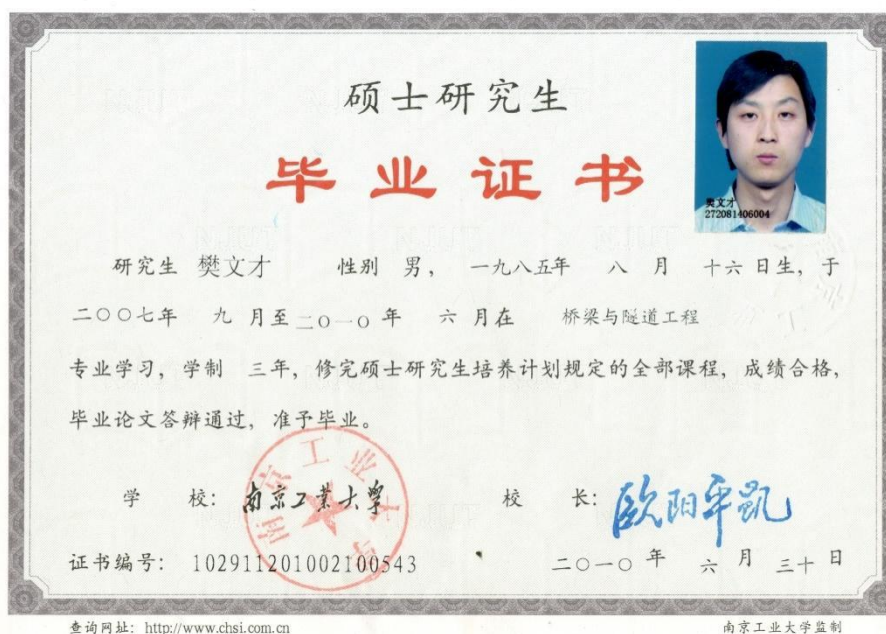 硕士研究生
毕业证书
樊文才
272081406004
研究生 樊文才 性别 男， 一九八五年 八 月 十六 日生，于
二〇〇七年 九 月至二〇一〇 年 六 月在 桥梁与隧道工程
专业学习，学制 三年，修完硕士研究生培养计划规定的全部课程，成绩合格，
毕业论文答辩通过，准予毕业。
南京工业大学
学 校：南京工业大学 校 长：欧阳平凯
证书编号：102911201002100543 二〇一〇 年 六 月 三十 日
查询网址：http://www.chsi.com.cn 南京工业大学监制